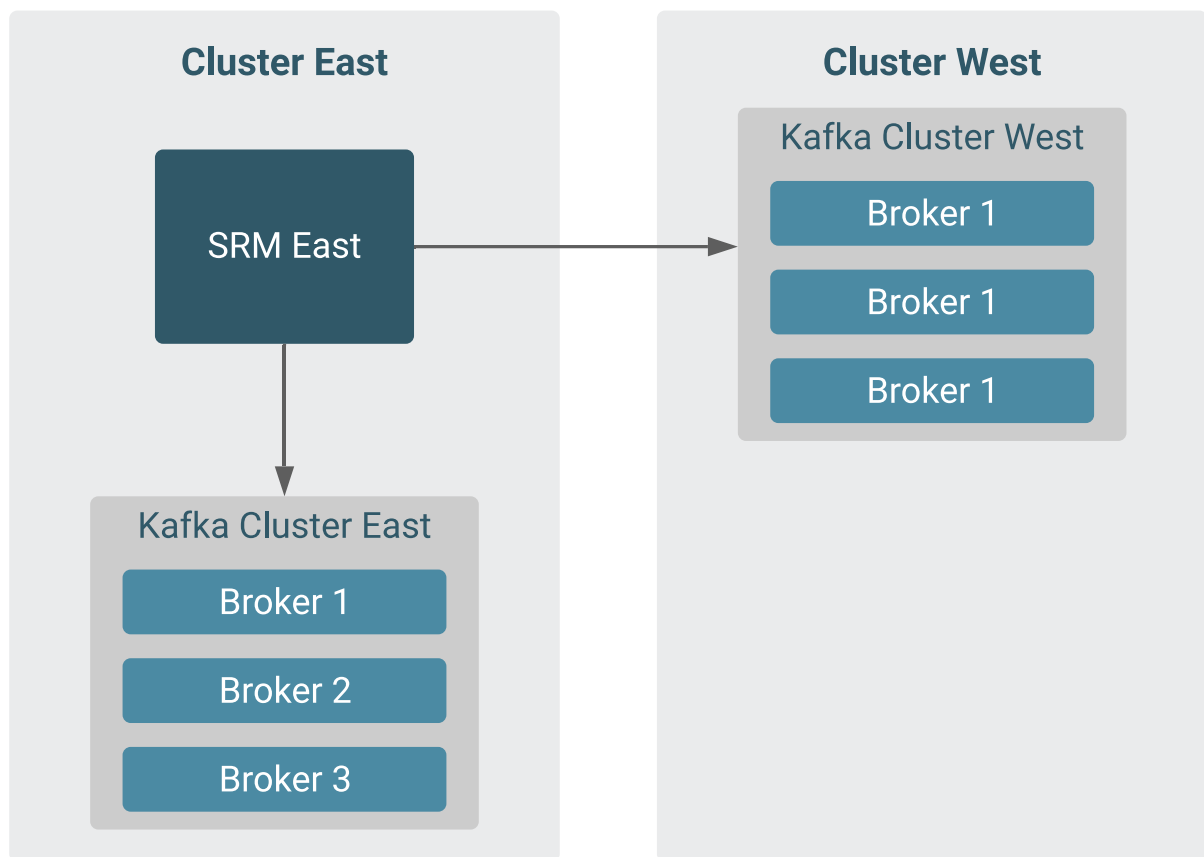 Cluster East
SRM East
Kafka Cluster East
Broker 1
Broker 2
Broker 3
Cluster West
Kafka Cluster West
Broker 1
Broker 1
Broker 1